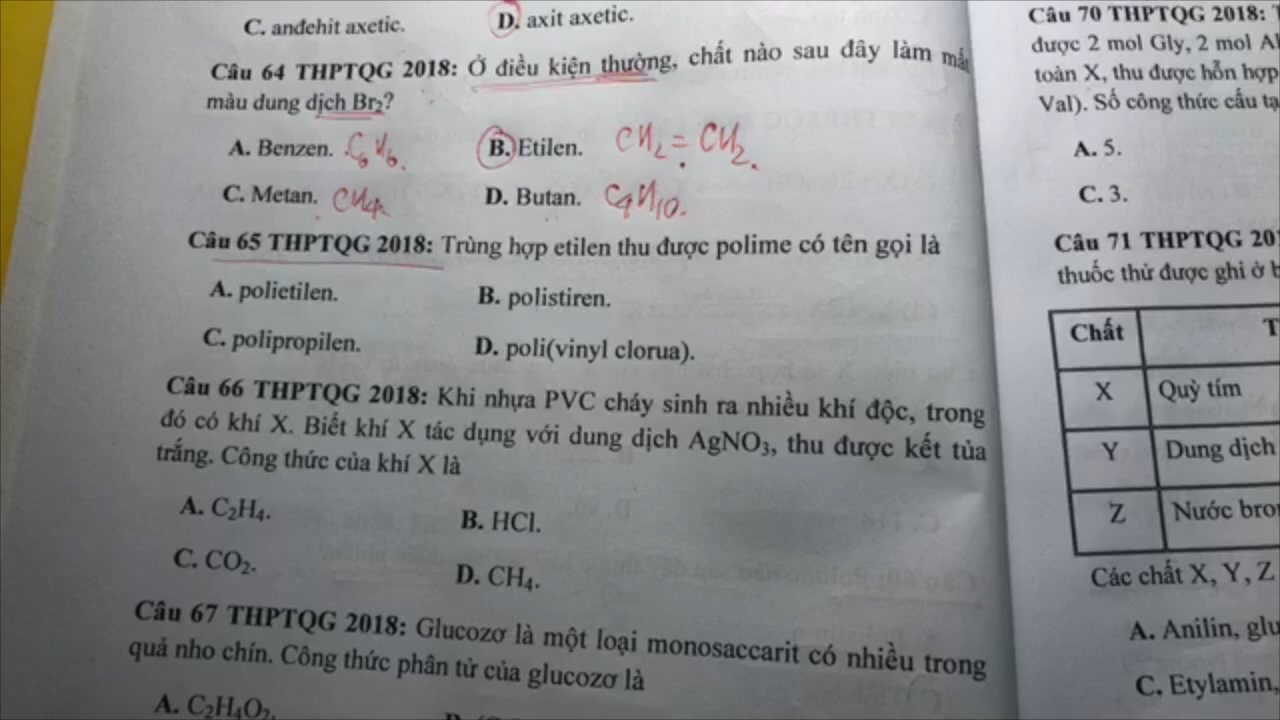 C. anđehit axetic. D. axit axetic.
Câu 64 THPTQG 2018: Ở điều kiện thường, chất nào sau đây làm mất
màu dung dịch Br₂?
A. Benzen. C₆H₆. B. Etilen. CH₂ = CH₂.
C. Metan. CH₄ D. Butan. C₄H₁₀.
Câu 65 THPTQG 2018: Trùng hợp etilen thu được polime có tên gọi là
A. polietilen. B. polistiren.
C. polipropilen. D. poli(vinyl clorua).
Câu 66 THPTQG 2018: Khi nhựa PVC cháy sinh ra nhiều khí độc, trong
đó có khí X. Biết khí X tác dụng với dung dịch AgNO₃, thu được kết tủa
trắng. Công thức của khí X là
A. C₂H₄. B. HCl.
C. CO₂. D. CH₄.
Câu 67 THPTQG 2018: Glucozơ là một loại monosaccarit có nhiều trong
quả nho chín. Công thức phân tử của glucozơ là
A. C₂H₄O₂.
Câu 70 THPTQG 2018:
được 2 mol Gly, 2 mol
toàn X, thu được hỗn hợp
Val). Số công thức cấu
A. 5.
C. 3.
Câu 71 THPTQG
thuốc thử được ghi ở
Chất
X Quỳ tím
Y Dung dịch
Z Nước
Các chất X, Y, Z
A. Anilin,
C. Etylamin,